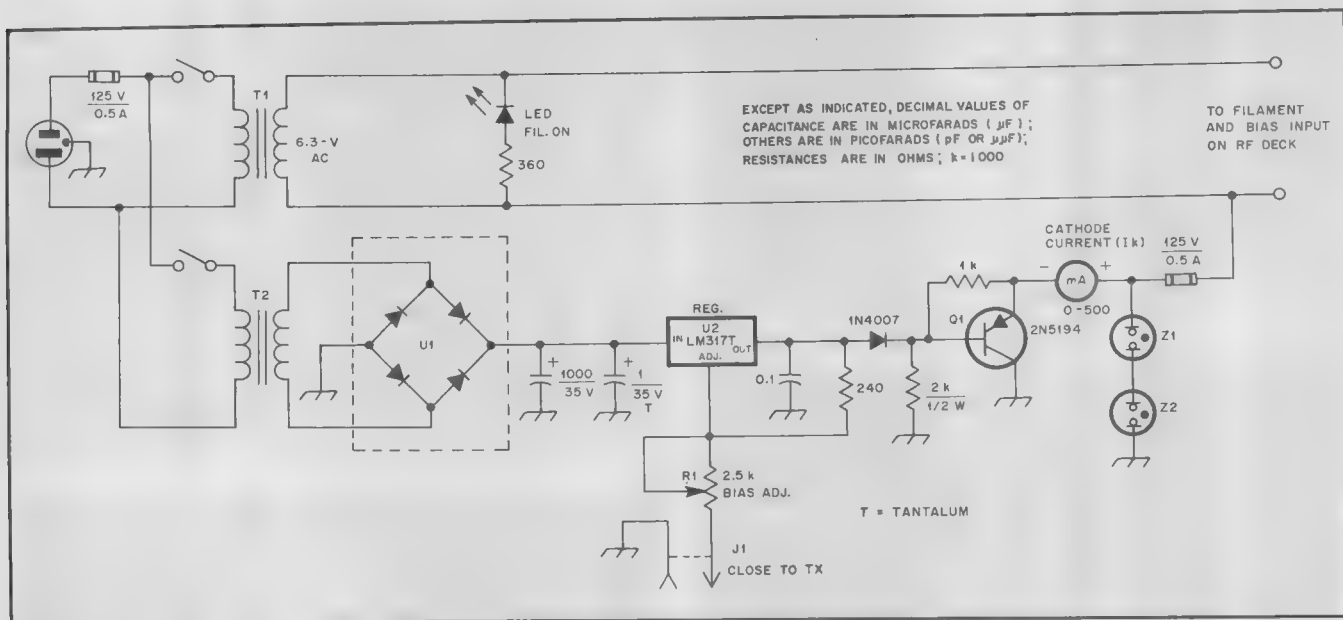 125 V
0.5 A
T1
6.3-V
AC
LED
FIL. ON
360
EXCEPT AS INDICATED, DECIMAL VALUES OF
CAPACITANCE ARE IN MICROFARADS ( µF ) ;
OTHERS ARE IN PICOFARADS ( pF OR µµF);
RESISTANCES ARE IN OHMS ; k=1000
TO FILAMENT
AND BIAS INPUT
ON RF DECK
T2
U1
1000
35 V
1
35 V
T
REG.
U2
IN LM317T OUT
ADJ.
0.1
240
1N4007
2 k
1/2 W
1 k
Q1
2N5194
CATHODE
CURRENT (Ik)
- mA +
0-500
125 V
0.5 A
Z1
Z2
R1
2.5 k
BIAS ADJ.
J1
CLOSE TO TX
T = TANTALUM